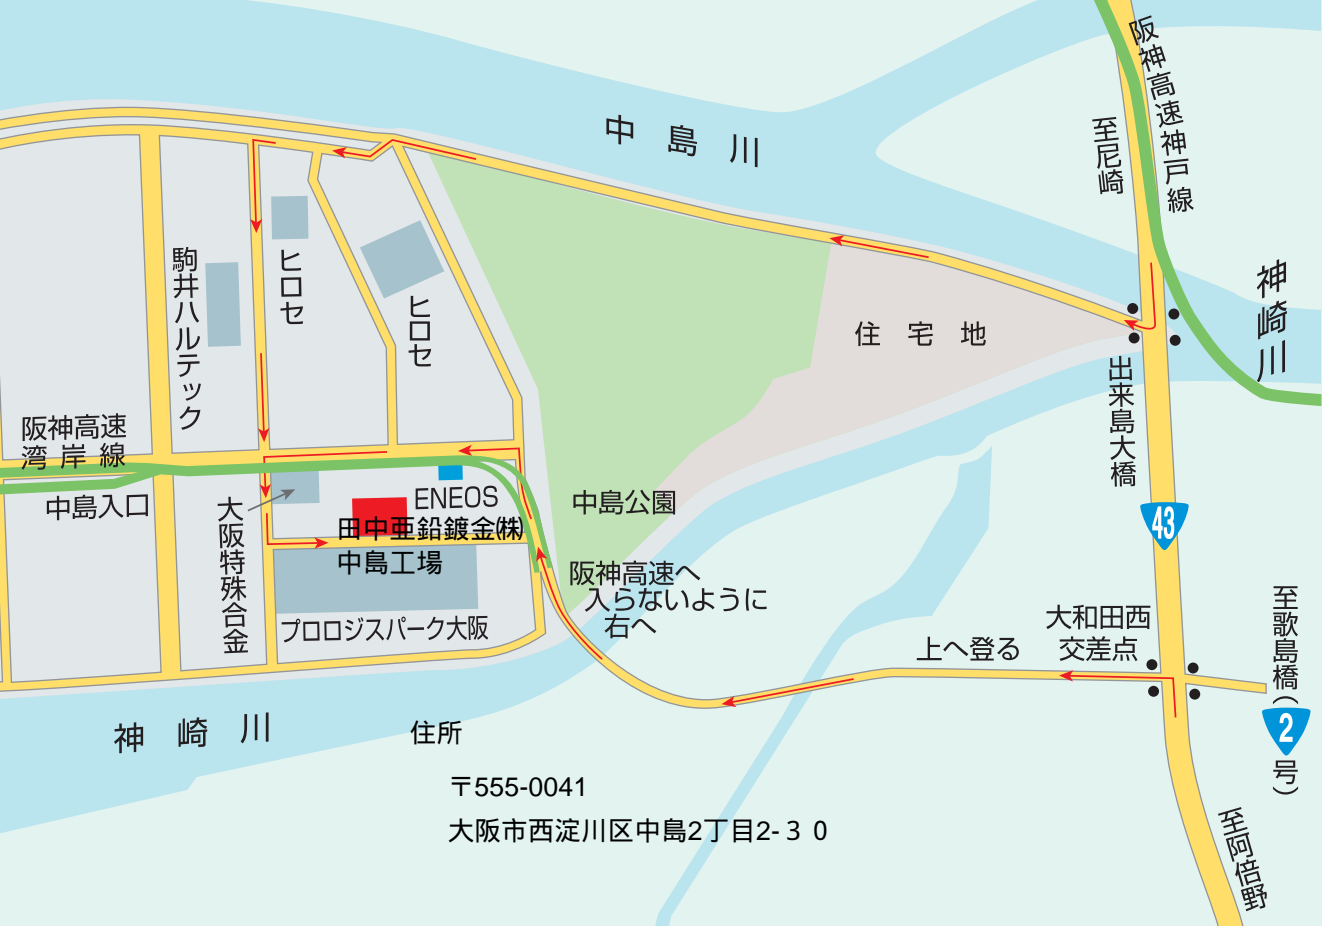 阪神高速神戸線
至尼崎
中島川
神崎川
住宅地
出来島大橋
駒井ハルテック
ヒロセ
ヒロセ
阪神高速
湾岸線
中島入口
大阪特殊合金
ENEOS
田中亜鉛鍍金㈱
中島工場
プロロジスパーク大阪
中島公園
阪神高速へ
入らないように
右へ
43
大和田西
交差点
上へ登る
至歌島橋(2号)
至阿倍野
神崎川
住所
〒555-0041
大阪市西淀川区中島2丁目2-３０